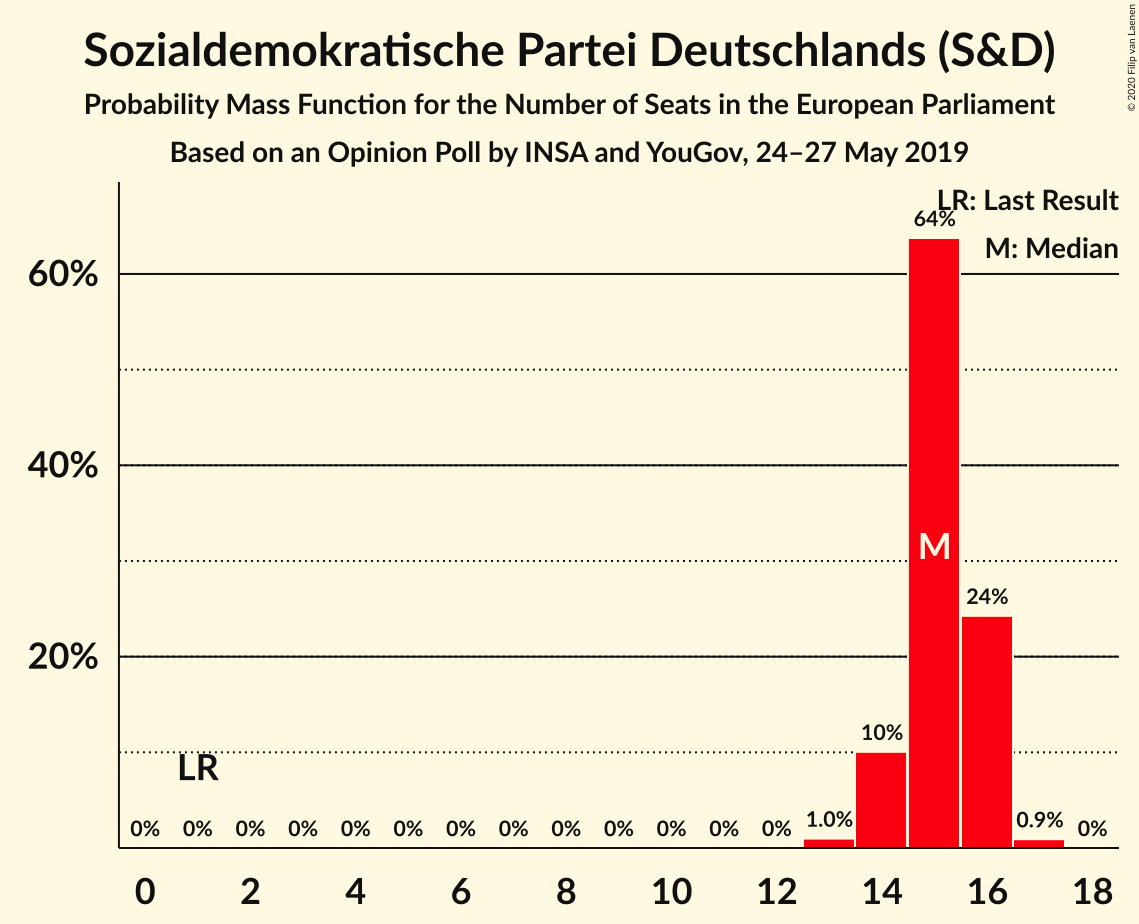 Sozialdemokratische Partei Deutschlands (S&D)
Probability Mass Function for the Number of Seats in the European Parliament
Based on an Opinion Poll by INSA and YouGov, 24–27 May 2019
© 2020 Filip van Laenen
LR: Last Result
M: Median
64%
60%
40%
M
24%
20%
10%
LR
0% 0% 0% 0% 0% 0% 0% 0% 0% 0% 0% 0% 0% 1.0% 0.9% 0%
0 2 4 6 8 10 12 14 16 18